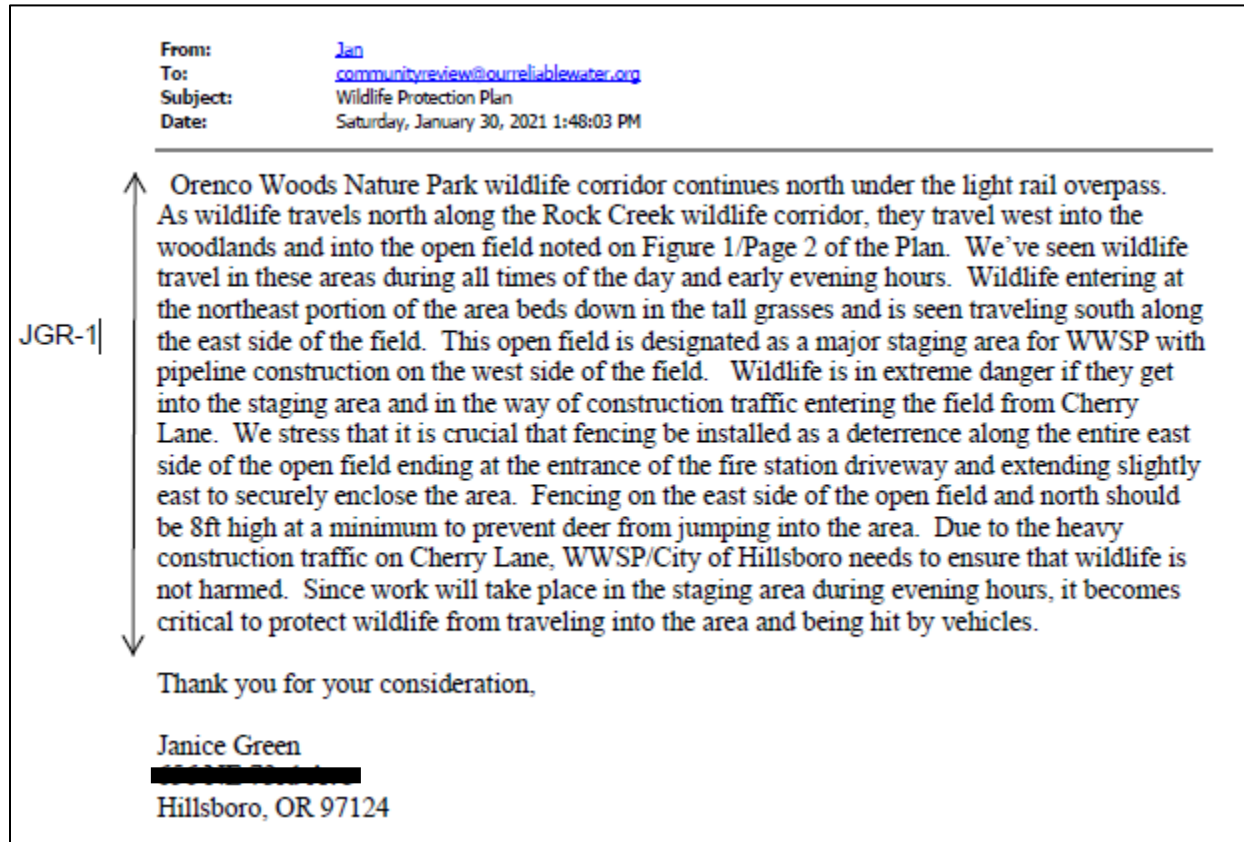 From: Jan
To: communityreview@ourreliablewater.org
Subject: Wildlife Protection Plan
Date: Saturday, January 30, 2021 1:48:03 PM
JGR-1
Orenco Woods Nature Park wildlife corridor continues north under the light rail overpass.
As wildlife travels north along the Rock Creek wildlife corridor, they travel west into the
woodlands and into the open field noted on Figure 1/Page 2 of the Plan.  We've seen wildlife
travel in these areas during all times of the day and early evening hours.  Wildlife entering at
the northeast portion of the area beds down in the tall grasses and is seen traveling south along
the east side of the field.  This open field is designated as a major staging area for WWSP with
pipeline construction on the west side of the field.   Wildlife is in extreme danger if they get
into the staging area and in the way of construction traffic entering the field from Cherry
Lane.  We stress that it is crucial that fencing be installed as a deterrence along the entire east
side of the open field ending at the entrance of the fire station driveway and extending slightly
east to securely enclose the area.  Fencing on the east side of the open field and north should
be 8ft high at a minimum to prevent deer from jumping into the area.  Due to the heavy
construction traffic on Cherry Lane, WWSP/City of Hillsboro needs to ensure that wildlife is
not harmed.  Since work will take place in the staging area during evening hours, it becomes
critical to protect wildlife from traveling into the area and being hit by vehicles.
Thank you for your consideration,
Janice Green
Hillsboro, OR 97124